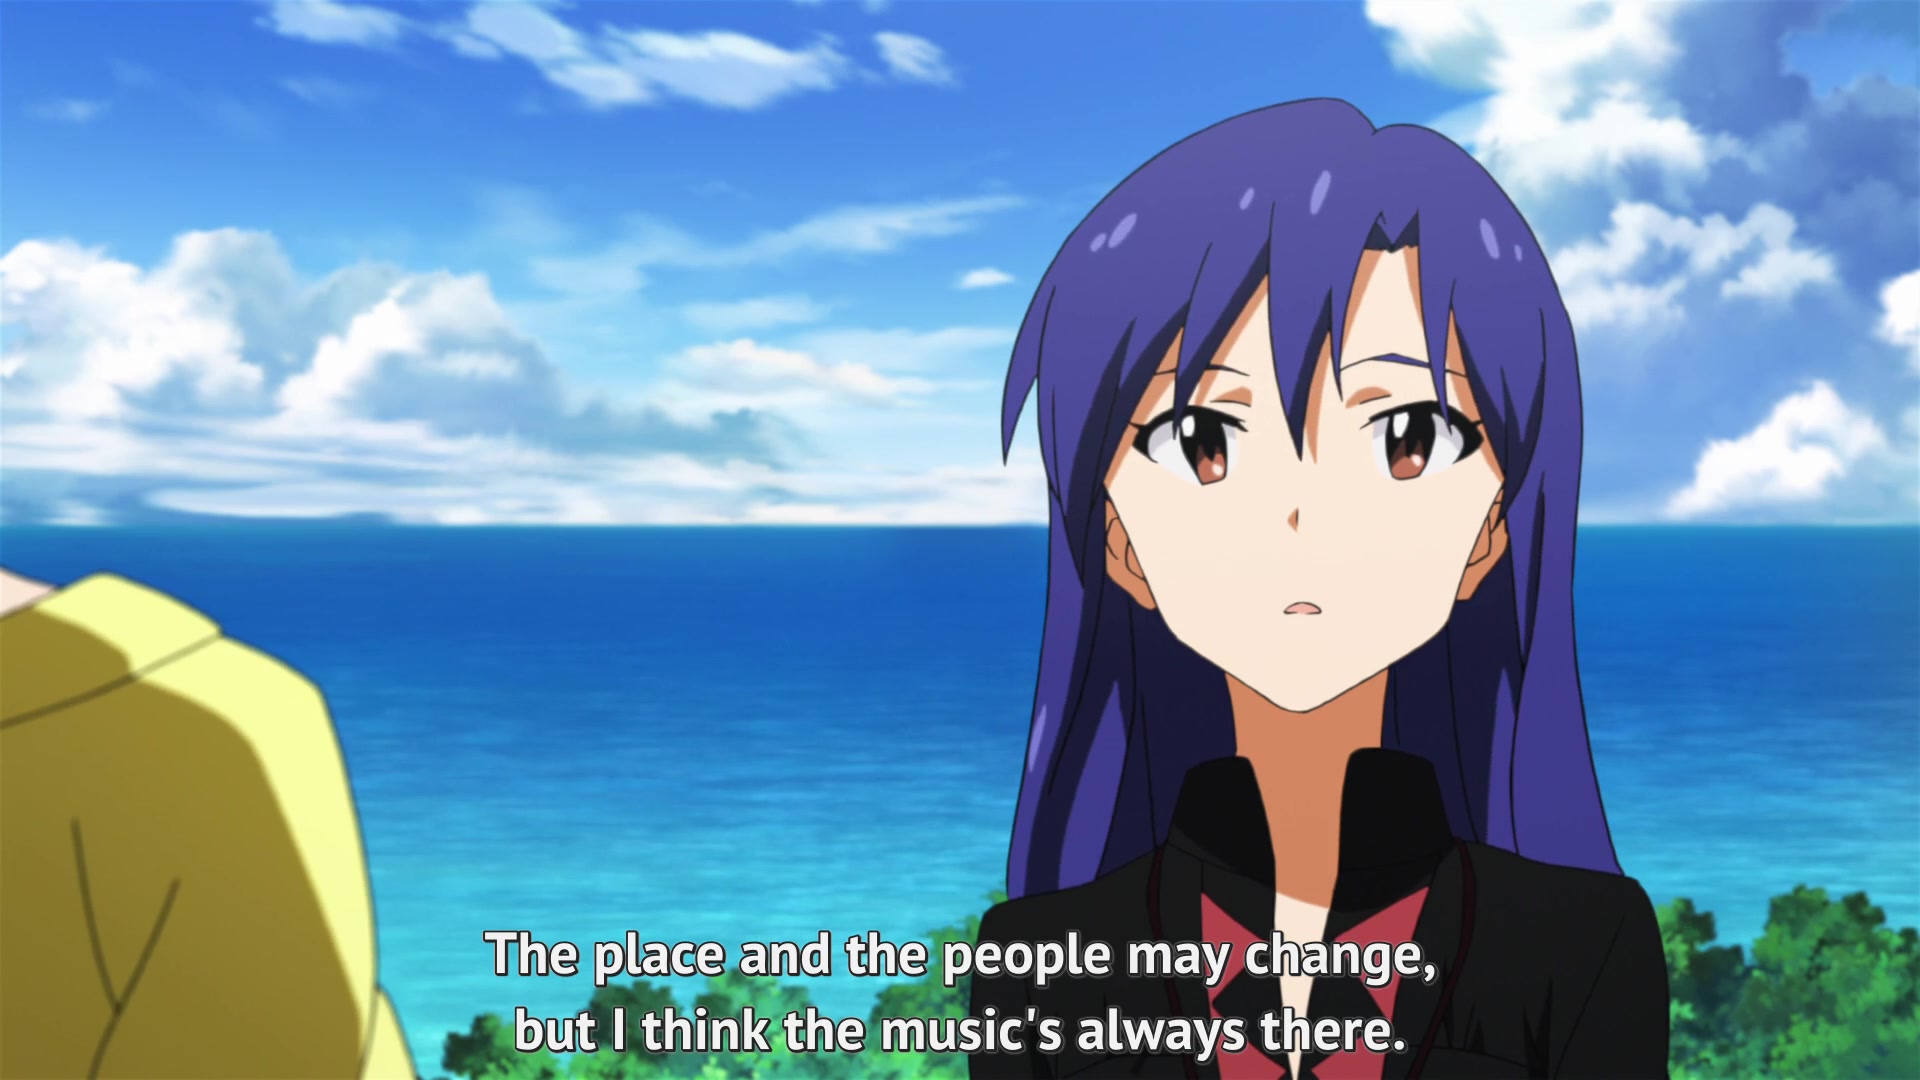 The place and the people may change,
but I think the music's always there.